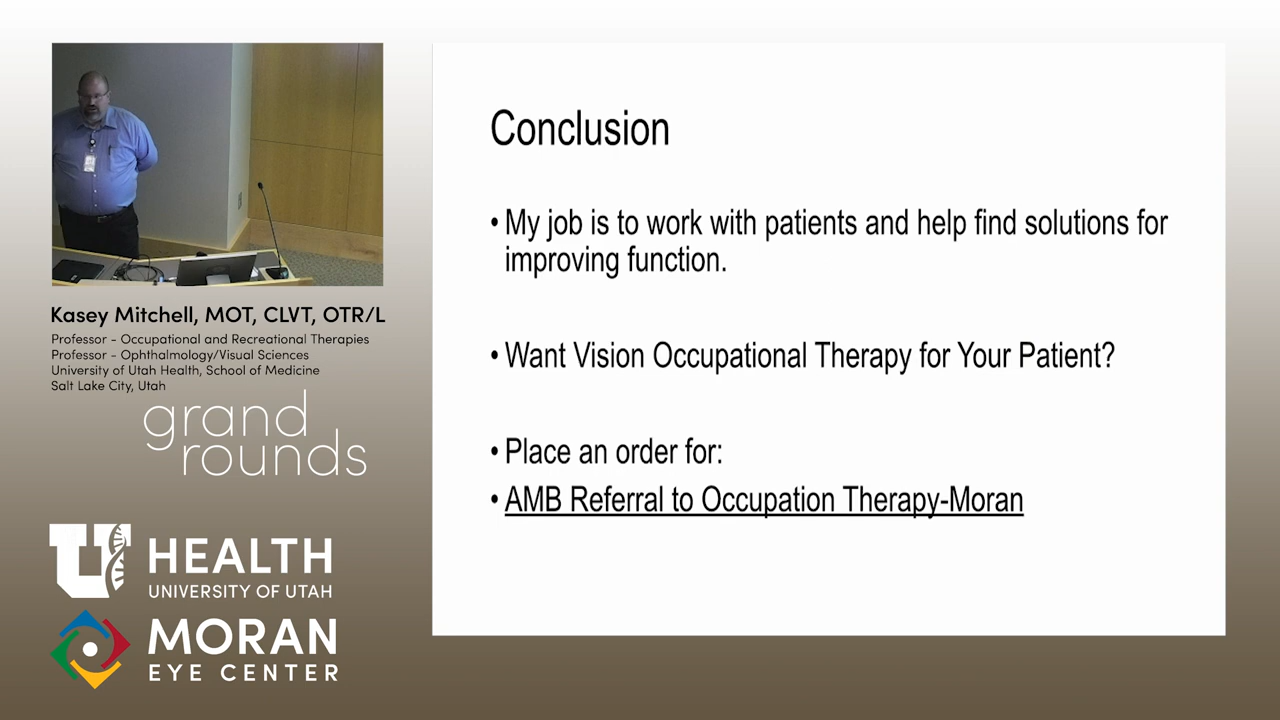 Kasey Mitchell, MOT, CLVT, OTR/L
Professor - Occupational and Recreational Therapies
Professor - Ophthalmology/Visual Sciences
University of Utah Health, School of Medicine
Salt Lake City, Utah
grand
rounds
U HEALTH
UNIVERSITY OF UTAH
MORAN
EYE CENTER
Conclusion
• My job is to work with patients and help find solutions for
improving function.
• Want Vision Occupational Therapy for Your Patient?
• Place an order for:
• AMB Referral to Occupation Therapy-Moran